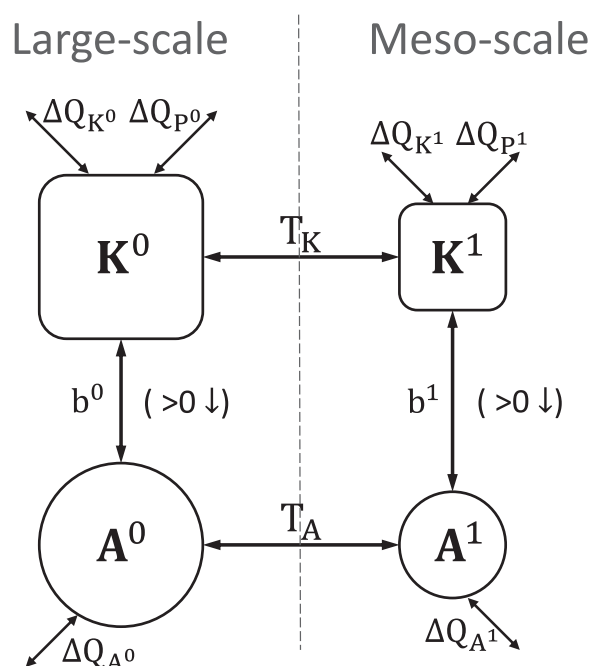 Large-scale Meso-scale
ΔQ_K⁰ ΔQ_P⁰
ΔQ_K¹ ΔQ_P¹
K⁰ T_K K¹
b⁰ ( >0 ↓) b¹ ( >0 ↓)
A⁰ T_A A¹
ΔQ_A⁰ ΔQ_A¹